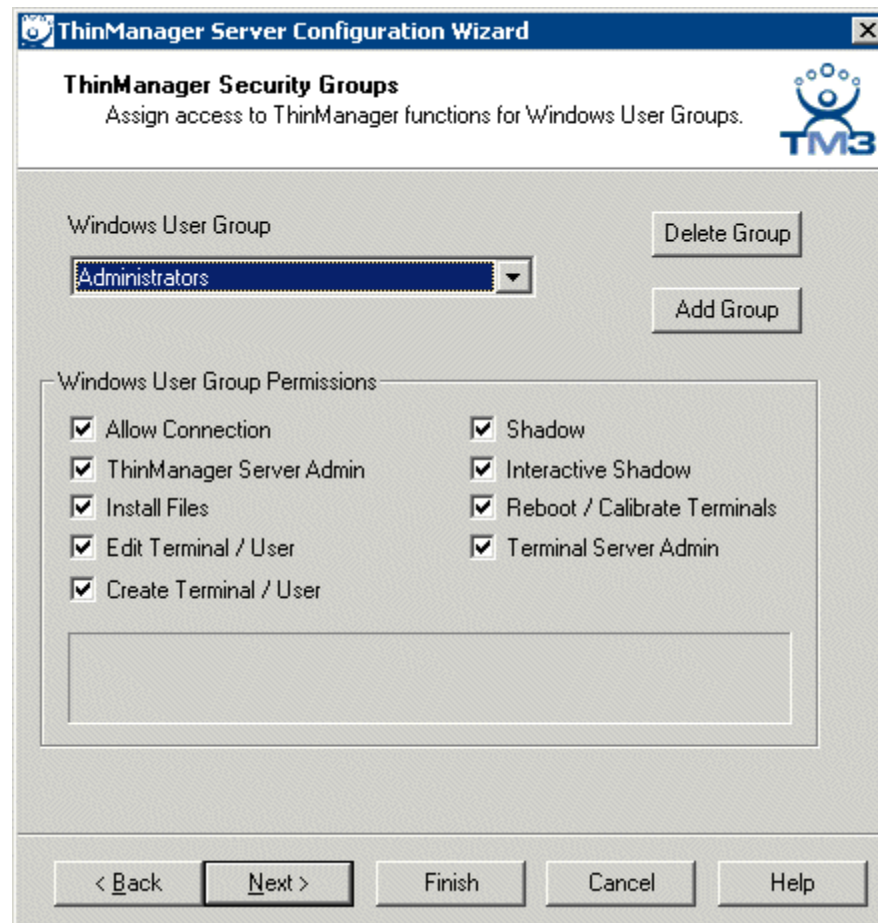 ThinManager Server Configuration Wizard
ThinManager Security Groups
Assign access to ThinManager functions for Windows User Groups.
TM3
Windows User Group
Delete Group
Administrators
Add Group
Windows User Group Permissions
Allow Connection
Shadow
ThinManager Server Admin
Interactive Shadow
Install Files
Reboot / Calibrate Terminals
Edit Terminal / User
Terminal Server Admin
Create Terminal / User
< Back
Next >
Finish
Cancel
Help